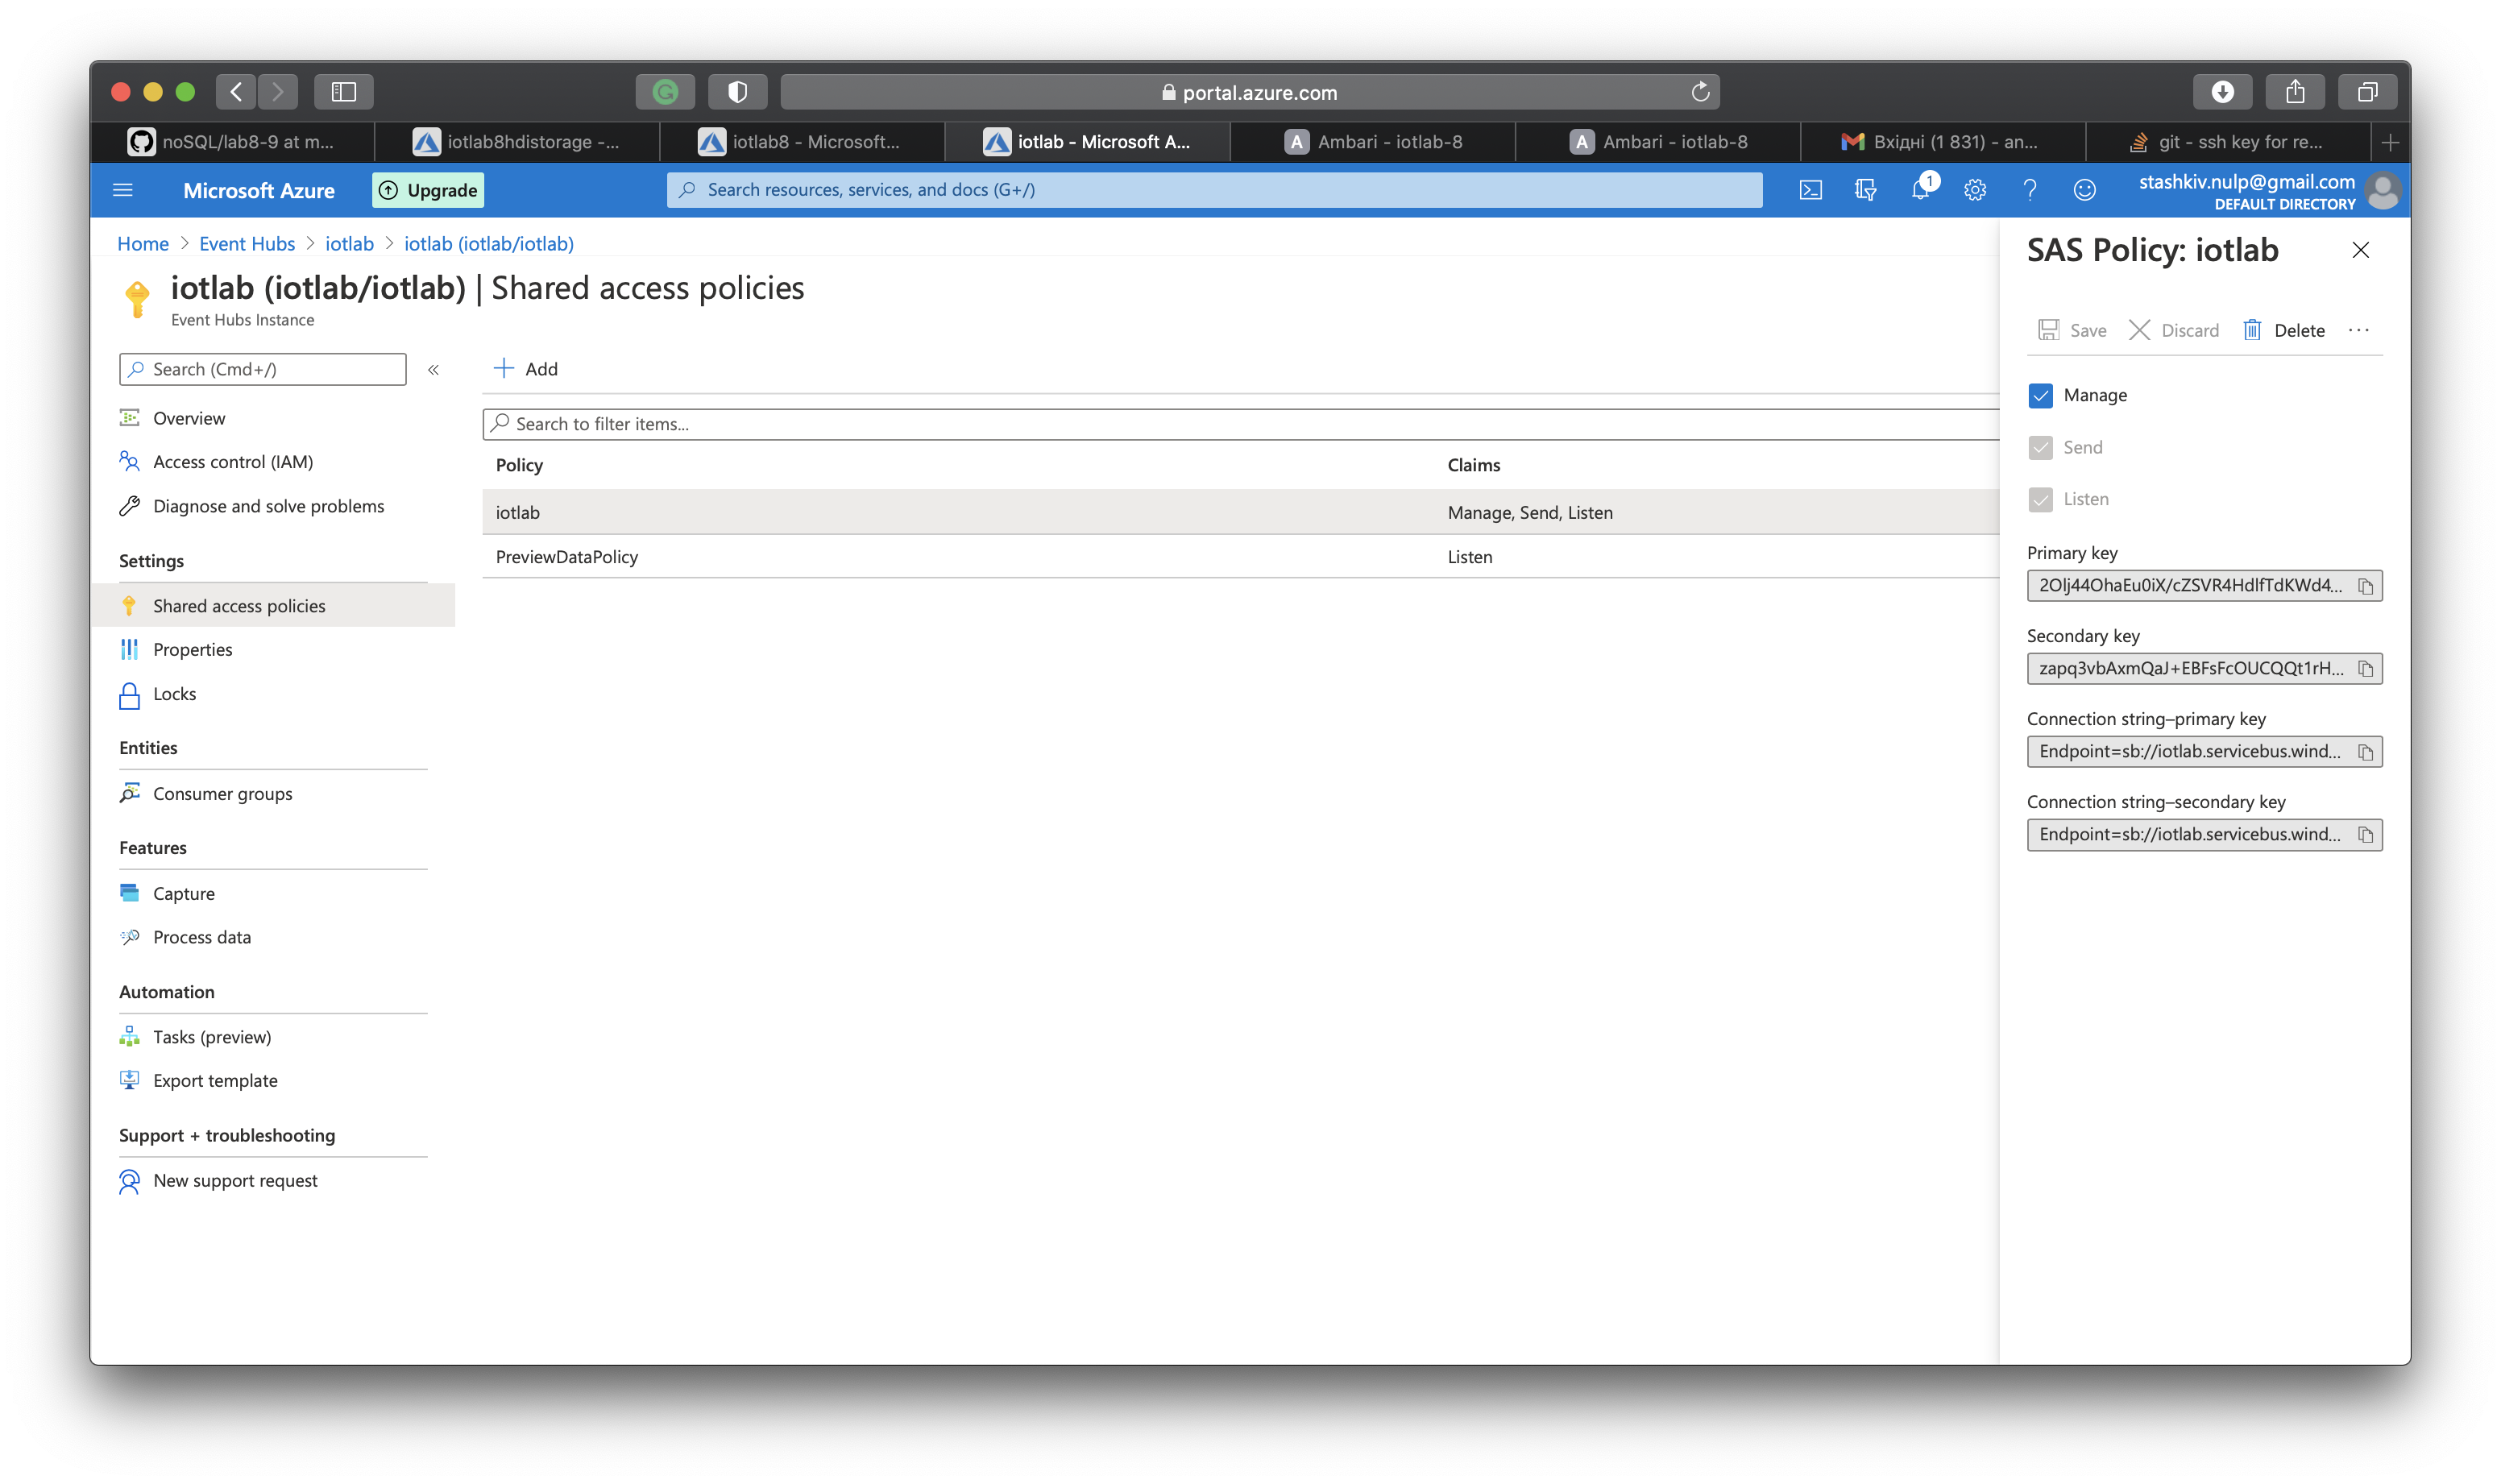 portal.azure.com
noSQL/lab8-9 at m...
iotlab8hdistorage -...
iotlab8 - Microsoft...
iotlab - Microsoft A...
A Ambari - iotlab-8
A Ambari - iotlab-8
Вхідні (1 831) - an...
git - ssh key for re...
Microsoft Azure
Upgrade
Search resources, services, and docs (G+/)
1
stashkiv.nulp@gmail.com
DEFAULT DIRECTORY
Home > Event Hubs > iotlab > iotlab (iotlab/iotlab)
iotlab (iotlab/iotlab) | Shared access policies
Event Hubs Instance
Search (Cmd+/)
«
Overview
Access control (IAM)
Diagnose and solve problems
Settings
Shared access policies
Properties
Locks
Entities
Consumer groups
Features
Capture
Process data
Automation
Tasks (preview)
Export template
Support + troubleshooting
New support request
Add
Search to filter items...
Policy Claims
iotlab Manage, Send, Listen
PreviewDataPolicy Listen
SAS Policy: iotlab
Save Discard Delete ...
Manage
Send
Listen
Primary key
2Olj44OhaEu0iX/cZSVR4HdlfTdKWd4...
Secondary key
zapq3vbAxmQaJ+EBFsFcOUCQQt1rH...
Connection string–primary key
Endpoint=sb://iotlab.servicebus.wind...
Connection string–secondary key
Endpoint=sb://iotlab.servicebus.wind...